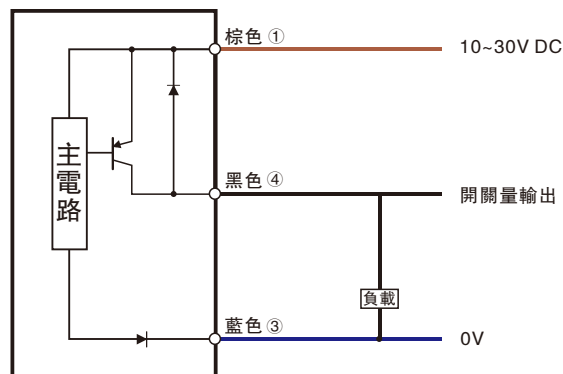 棕色 ①
10~30V DC
主電路
黑色 ④
開關量輸出
負載
藍色 ③
0V